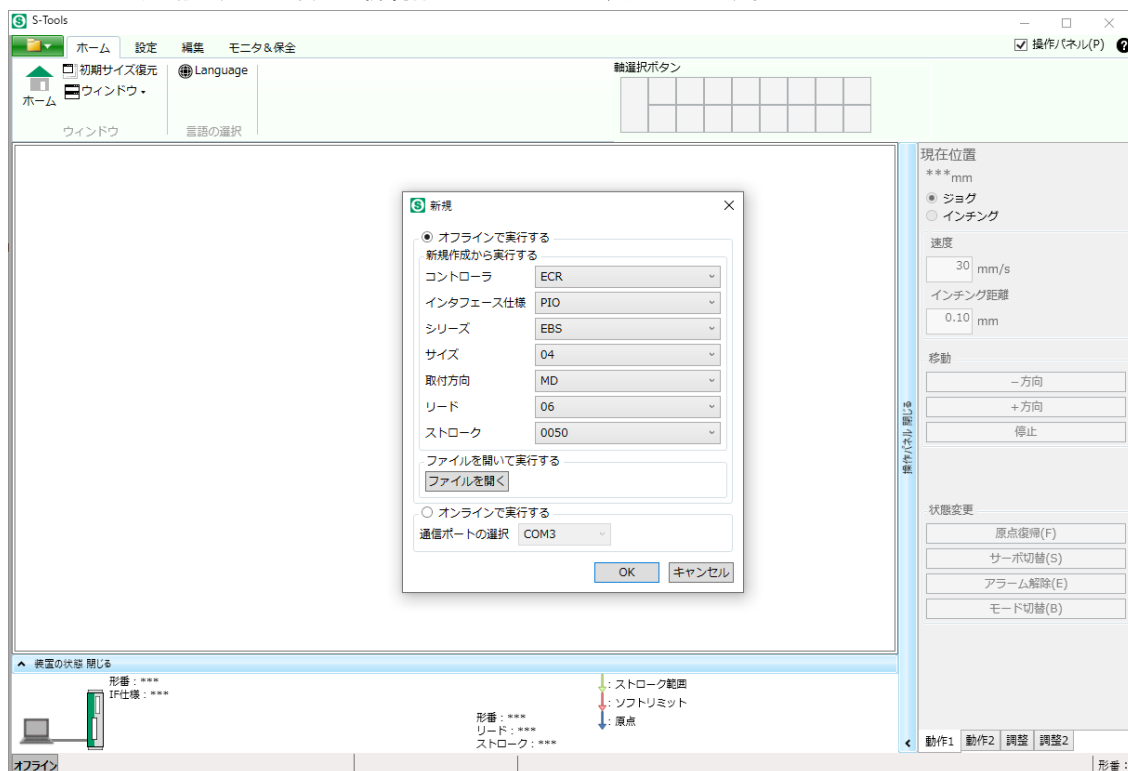 S-Tools
ホーム 設定 編集 モニタ&保全
操作パネル(P)
ホーム
初期サイズ復元
ウィンドウ
ウィンドウ
Language
言語の選択
軸選択ボタン
新規
オフラインで実行する
新規作成から実行する
コントローラ ECR
インタフェース仕様 PIO
シリーズ EBS
サイズ 04
取付方向 MD
リード 06
ストローク 0050
ファイルを開いて実行する
ファイルを開く
オンラインで実行する
通信ポートの選択 COM3
OK キャンセル
操作パネル 閉じる
現在位置
***mm
ジョグ
インチング
速度
30 mm/s
インチング距離
0.10 mm
移動
-方向
+方向
停止
状態変更
原点復帰(F)
サーボ切替(S)
アラーム解除(E)
モード切替(B)
動作1 動作2 調整 調整2
装置の状態 閉じる
形番:***
IF仕様:***
形番:***
リード:***
ストローク:***
:ストローク範囲
:ソフトリミット
:原点
オフライン
形番: